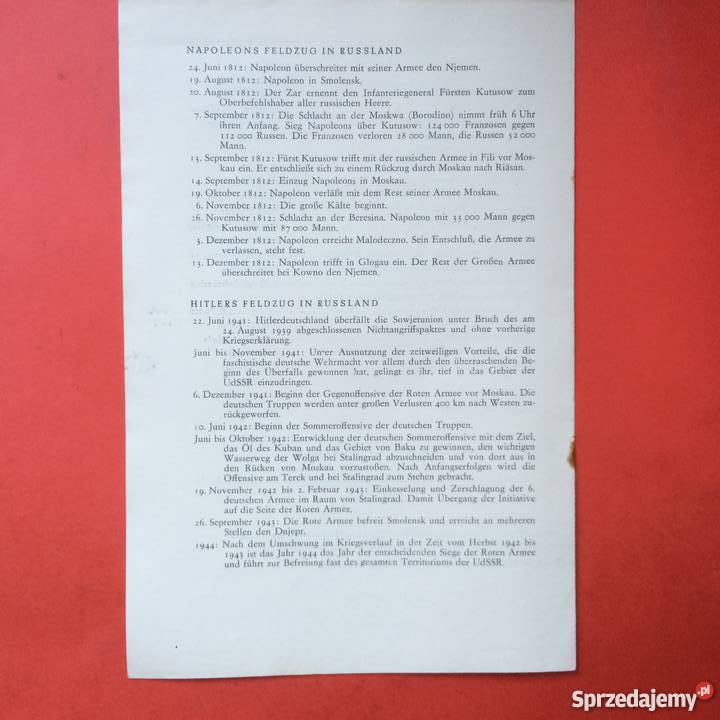 NAPOLEONS FELDZUG IN RUSSLAND
24. Juni 1812: Napoleon überschreitet mit seiner Armee den Njemen.
19. August 1812: Napoleon in Smolensk.
20. August 1812: Der Zar ernennt den Infanteriegeneral Fürsten Kutusow zum
Oberbefehlshaber aller russischen Heere.
7. September 1812: Die Schlacht an der Moskwa (Borodino) nimmt früh 6 Uhr
ihren Anfang. Sieg Napoleons über Kutusow: 124 000 Franzosen gegen
112 000 Russen. Die Franzosen verloren 28 000 Mann, die Russen 52 000
Mann.
13. September 1812: Fürst Kutusow trifft mit der russischen Armee in Fili vor Mos-
kau ein. Er entschließt sich zu einem Rückzug durch Moskau nach Riäsan.
14. September 1812: Einzug Napoleons in Moskau.
19. Oktober 1812: Napoleon verläßt mit dem Rest seiner Armee Moskau.
6. November 1812: Die große Kälte beginnt.
26. November 1812: Schlacht an der Beresina. Napoleon mit 33 000 Mann gegen
Kutusow mit 87 000 Mann.
3. Dezember 1812: Napoleon erreicht Malodeczno. Sein Entschluß, die Armee zu
verlassen, steht fest.
13. Dezember 1812: Napoleon trifft in Glogau ein. Der Rest der Großen Armee
überschreitet bei Kowno den Njemen.
HITLERS FELDZUG IN RUSSLAND
22. Juni 1941: Hitlerdeutschland überfällt die Sowjetunion unter Bruch des am
24. August 1939 abgeschlossenen Nichtangriffspaktes und ohne vorherige
Kriegserklärung.
Juni bis November 1941: Unter Ausnutzung der zeitweiligen Vorteile, die die
faschistische deutsche Wehrmacht vor allem durch den überraschenden Be-
ginn des Überfalls gewonnen hat, gelingt es ihr, tief in das Gebiet der
UdSSR einzudringen.
6. Dezember 1941: Beginn der Gegenoffensive der Roten Armee vor Moskau. Die
deutschen Truppen werden unter großen Verlusten 400 km nach Westen zu-
rückgeworfen.
10. Juni 1942: Beginn der Sommeroffensive der deutschen Truppen.
Juni bis Oktober 1942: Entwicklung der deutschen Sommeroffensive mit dem Ziel,
das Öl des Kuban und das Gebiet von Baku zu gewinnen, den wichtigen
Wasserweg der Wolga bei Stalingrad abzuschneiden und von dort aus in
den Rücken von Moskau vorzustoßen. Nach Anfangserfolgen wird die
Offensive am Terek und bei Stalingrad zum Stehen gebracht.
19. November 1942 bis 2. Februar 1943: Einkesselung und Zerschlagung der 6.
deutschen Armee im Raum von Stalingrad. Damit Übergang der Initiative
auf die Seite der Roten Armee.
26. September 1943: Die Rote Armee befreit Smolensk und erreicht an mehreren
Stellen den Dnjepr.
1944: Nach dem Umschwung im Kriegsverlauf in der Zeit vom Herbst 1942 bis
1943 ist das Jahr 1944 das Jahr der entscheidenden Siege der Roten Armee
und führt zur Befreiung fast des gesamten Territoriums der UdSSR.
Sprzedajemy.pl